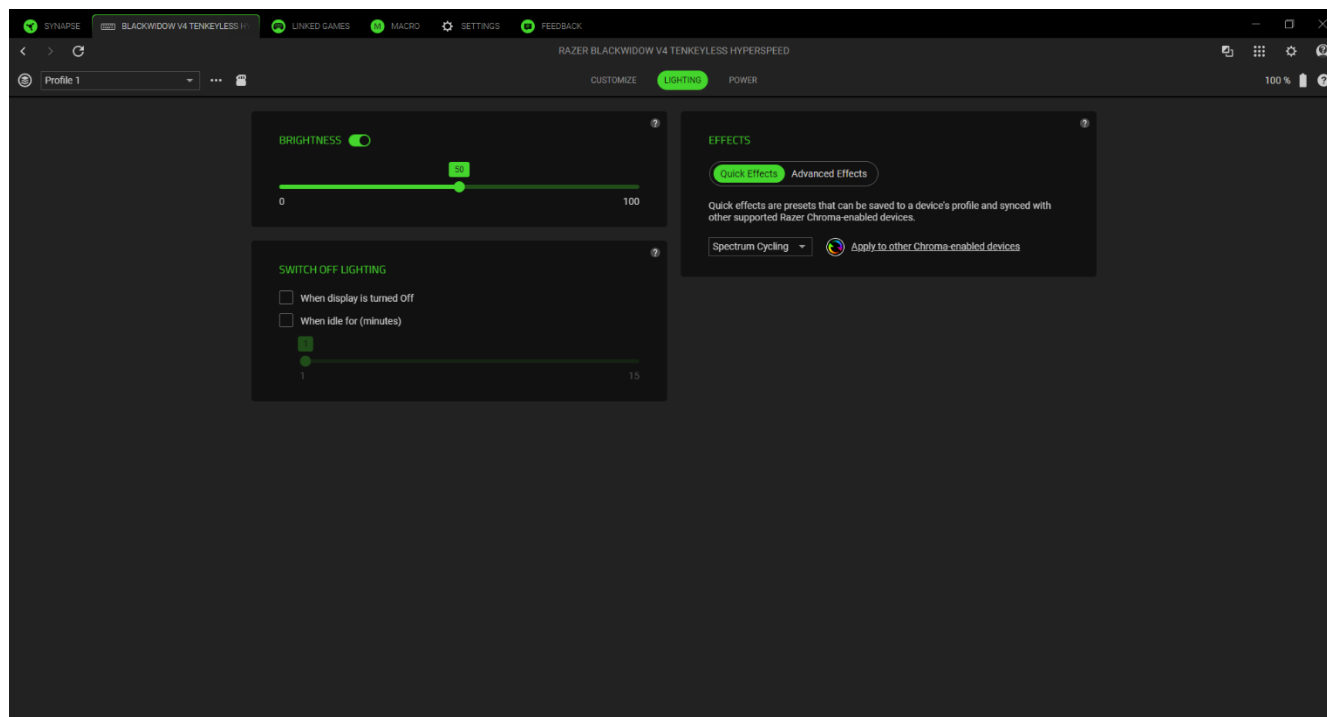 SYNAPSE BLACKWIDOW V4 TENKEYLESS H LINKED GAMES M MACRO SETTINGS FEEDBACK
RAZER BLACKWIDOW V4 TENKEYLESS HYPERSPEED
Profile 1 CUSTOMIZE LIGHTING POWER 100 % ?
BRIGHTNESS ?
50
0 100
SWITCH OFF LIGHTING ?
When display is turned Off
When idle for (minutes)
1
1 15
EFFECTS ?
Quick Effects Advanced Effects
Quick effects are presets that can be saved to a device's profile and synced with
other supported Razer Chroma-enabled devices.
Spectrum Cycling Apply to other Chroma-enabled devices